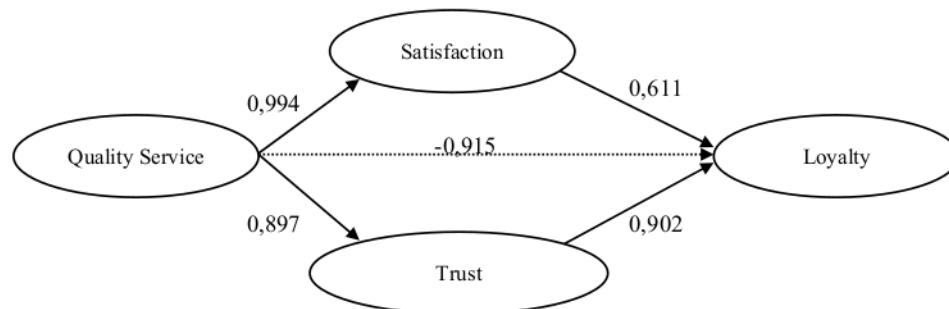 Satisfaction
0,994
0,611
Quality Service
-0,915
Loyalty
0,897
0,902
Trust